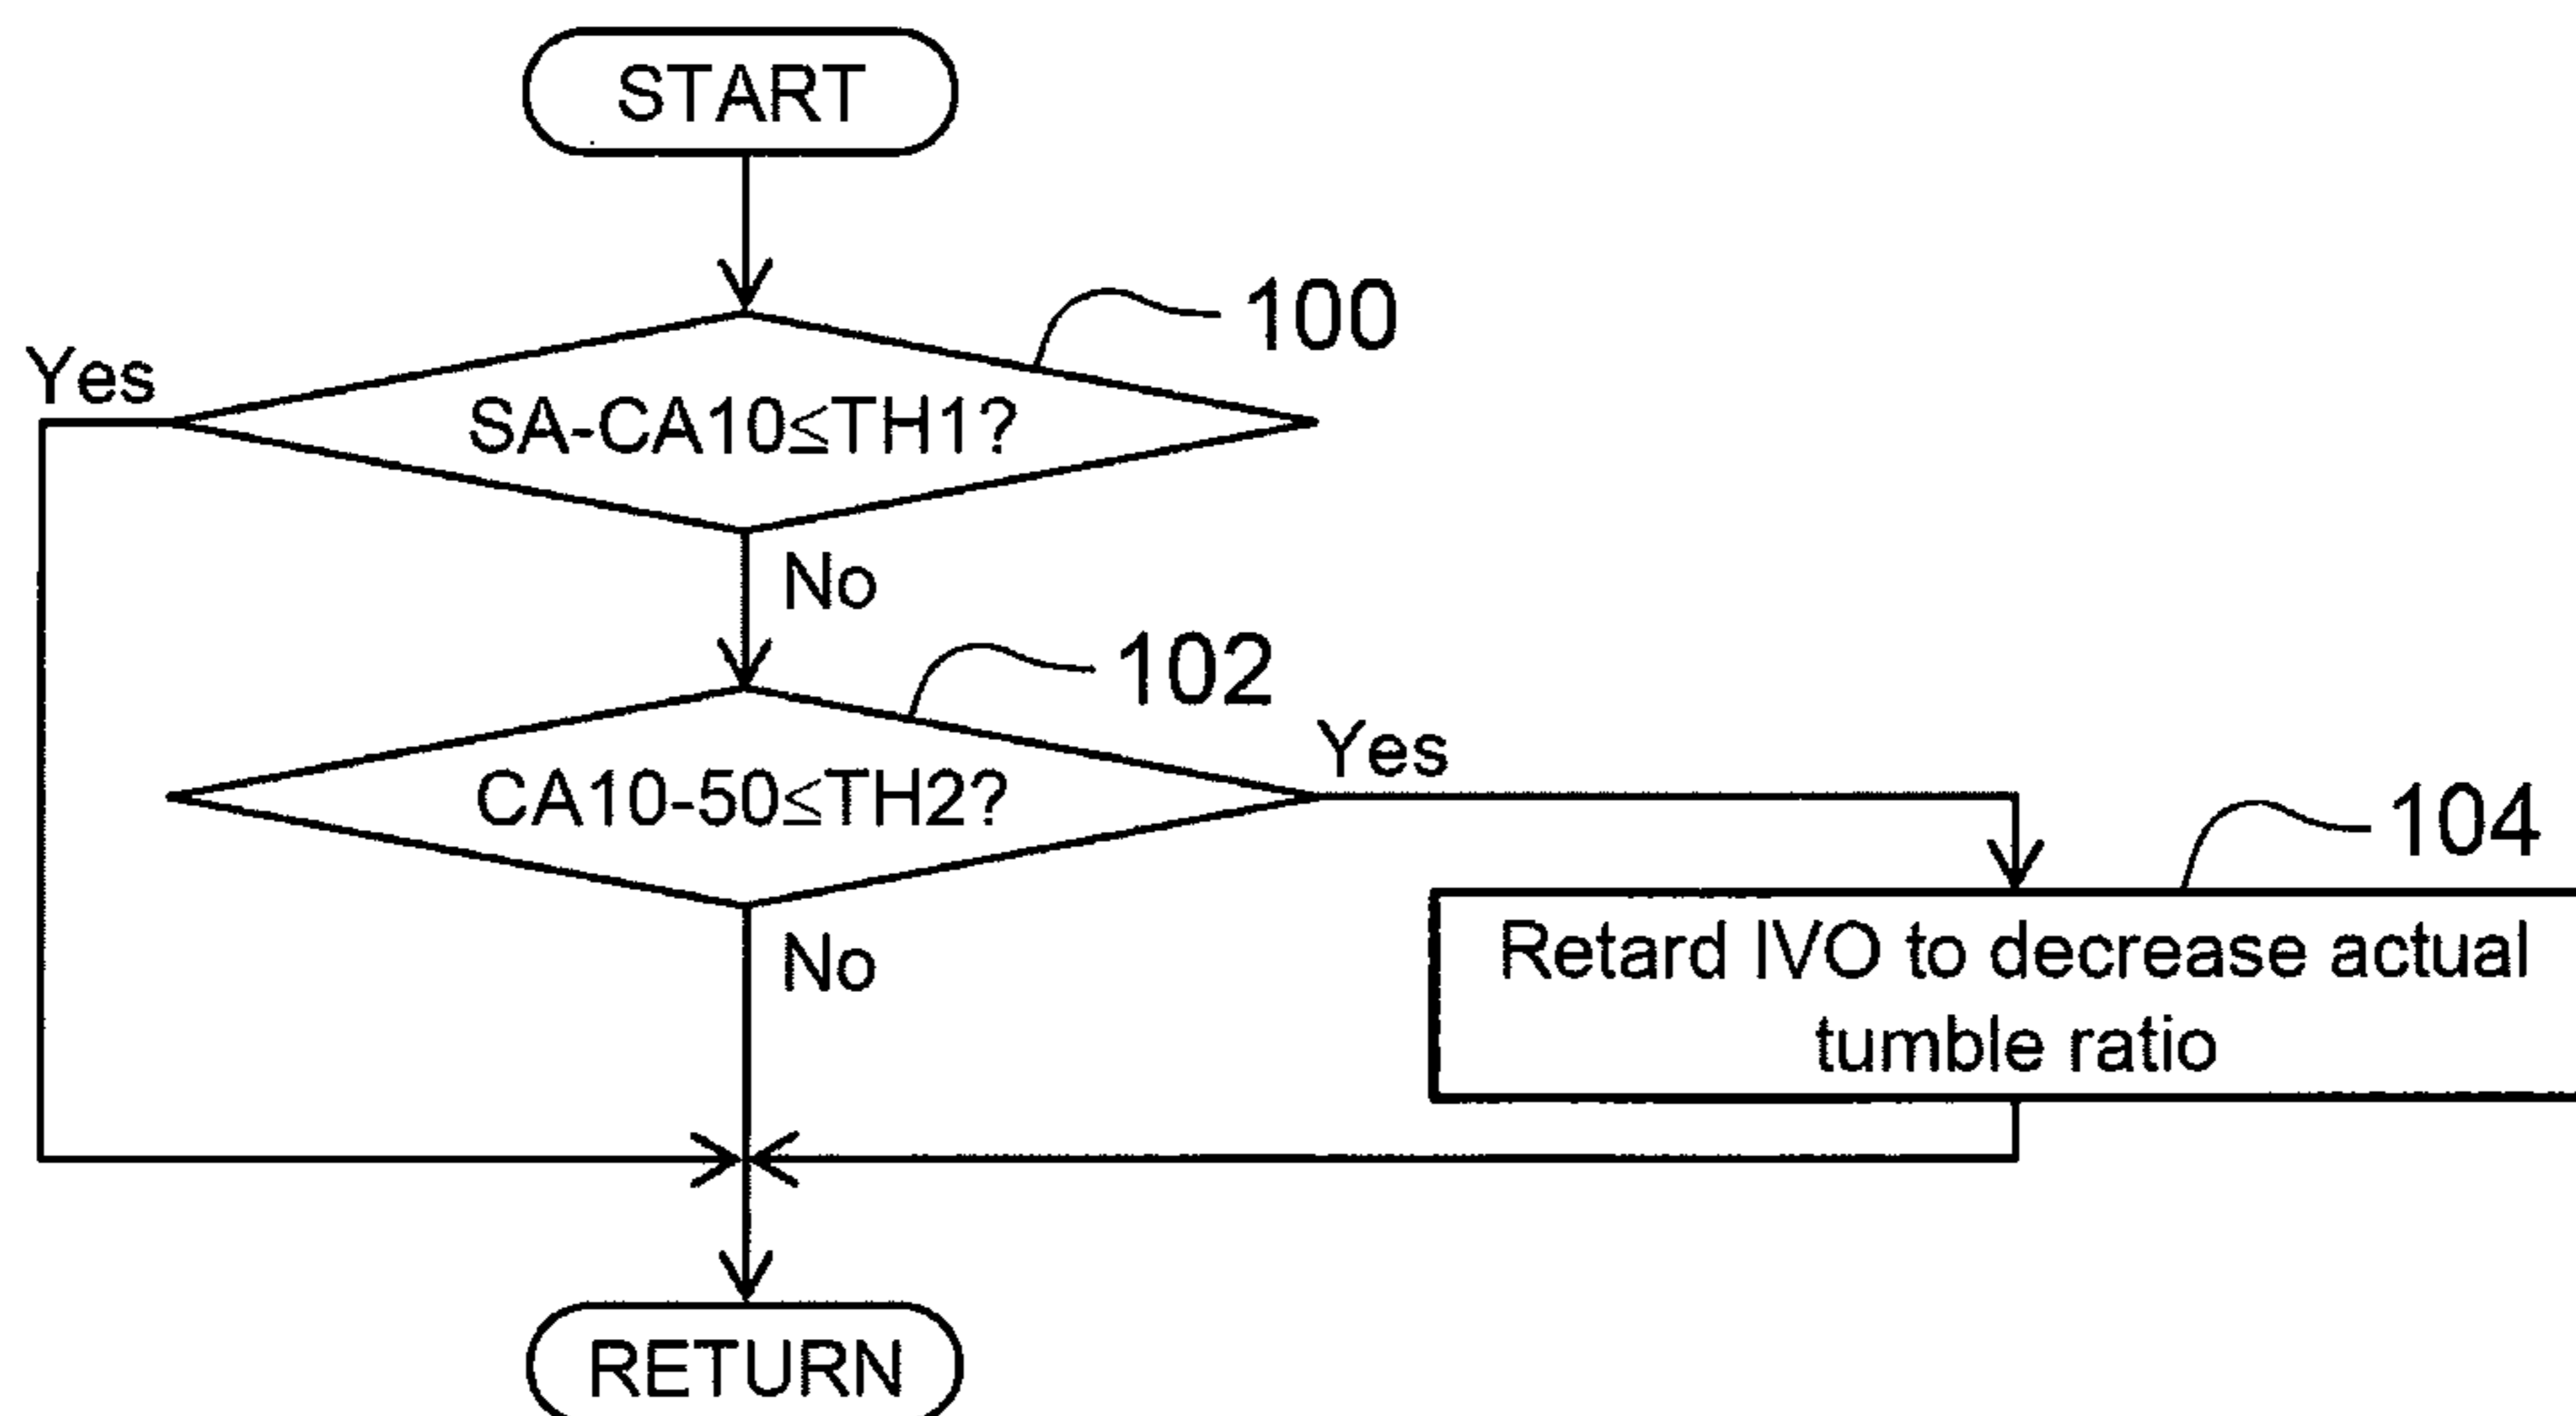 START
100
Yes
SA-CA10≤TH1?
No
102
Yes
CA10-50≤TH2?
104
Retard IVO to decrease actual
tumble ratio
No
RETURN